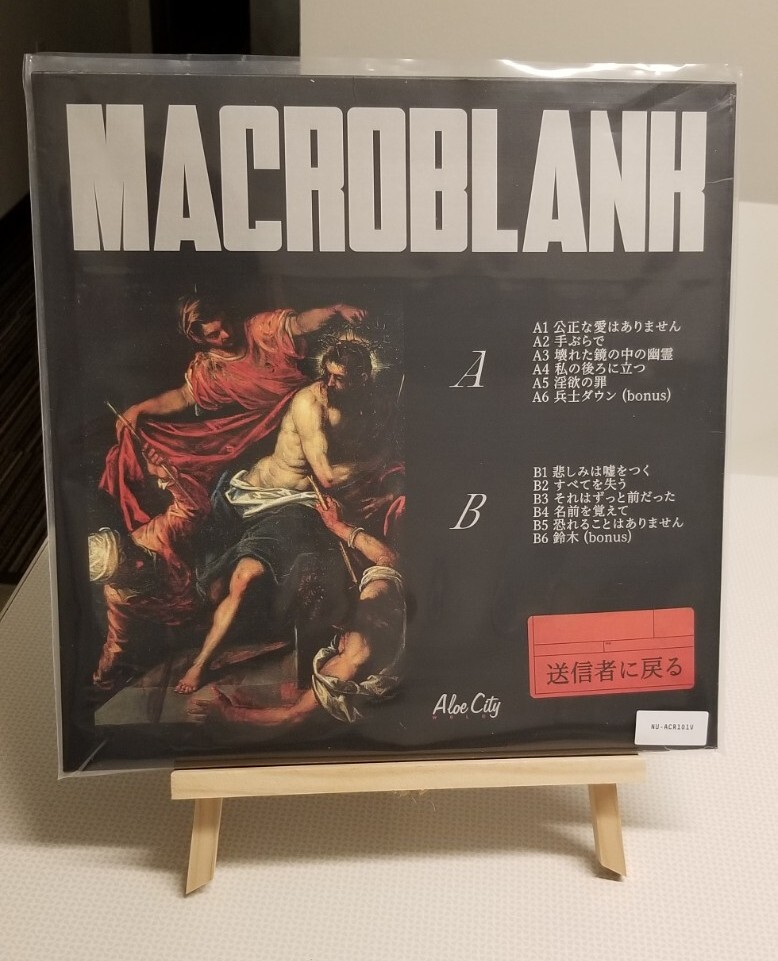 MACROBLANK
A
A1 公正な愛はありません
A2 手ぶらで
A3 壊れた鏡の中の幽霊
A4 私の後ろに立つ
A5 淫欲の罪
A6 兵士ダウン (bonus)
B
B1 悲しみは嘘をつく
B2 すべてを失う
B3 それはずっと前だった
B4 名前を覚えて
B5 恐れることはありません
B6 鈴木 (bonus)
送信者に戻る
Aloe City